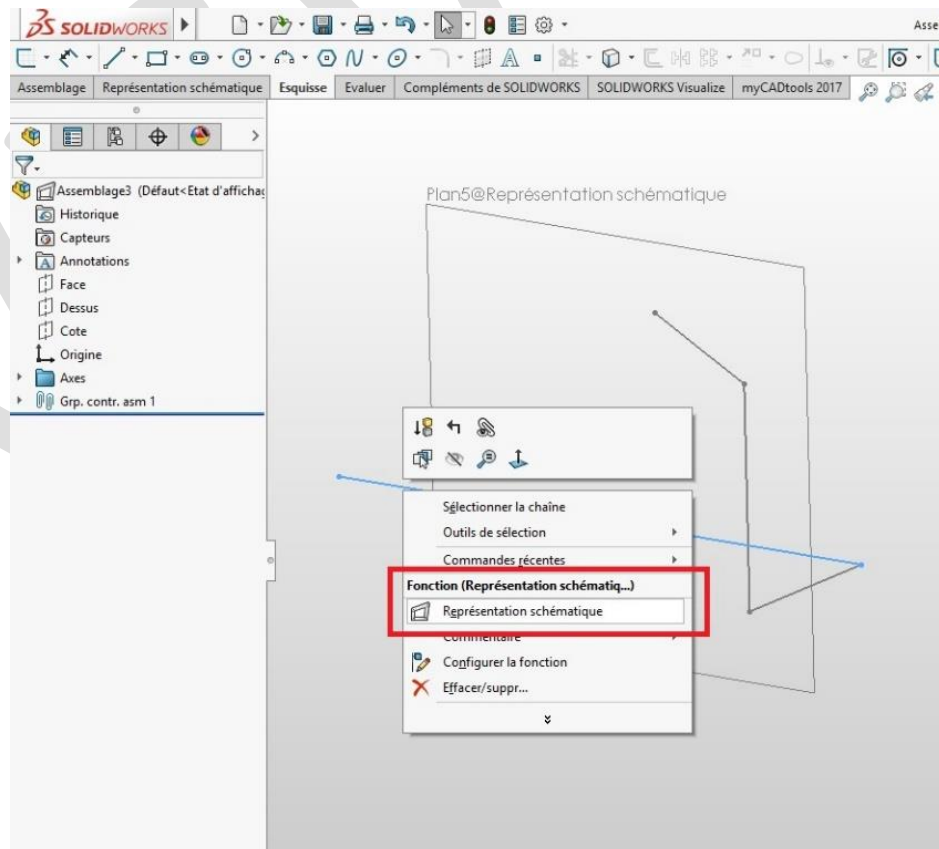 SOLIDWORKS
Asse
Assemblage Représentation schématique Esquisse Evaluer Compléments de SOLIDWORKS SOLIDWORKS Visualize myCADtools 2017
Assemblage3 (Défaut<Etat d'affichag
Historique
Capteurs
Annotations
Face
Dessus
Cote
Origine
Axes
Grp. contr. asm 1
Plan5@Représentation schématique
Sélectionner la chaîne
Outils de sélection
Commandes récentes
Fonction (Représentation schématiq...)
Représentation schématique
Commentaire
Configurer la fonction
Effacer/suppr...